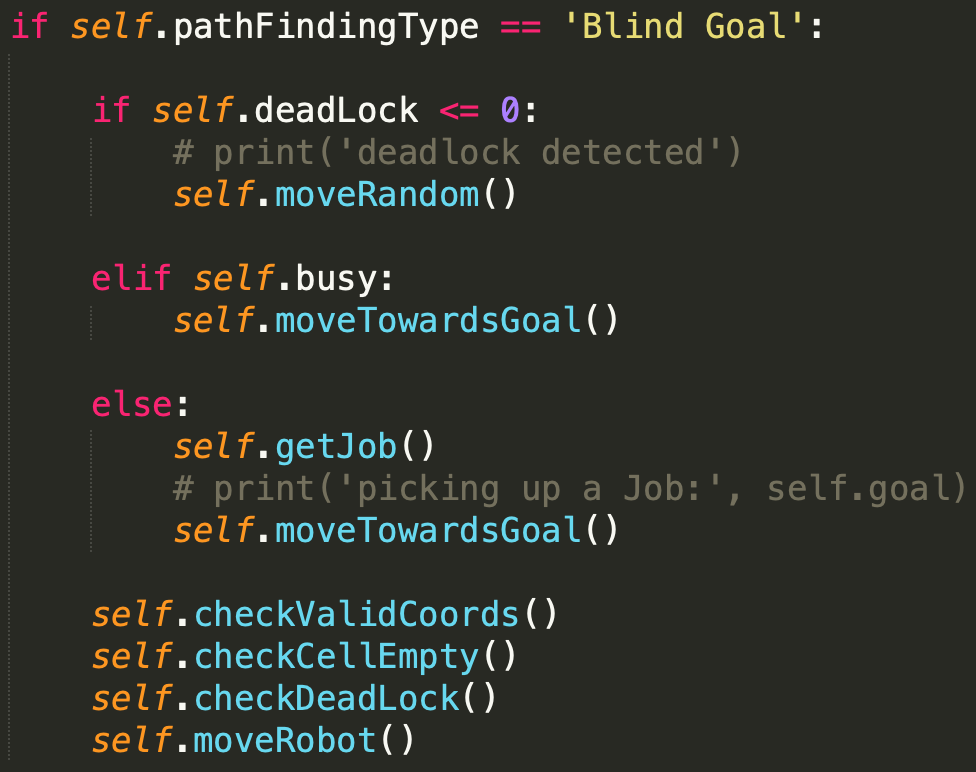 if self.pathFindingType == 'Blind Goal':
if self.deadLock <= 0:
# print('deadlock detected')
self.moveRandom()
elif self.busy:
self.moveTowardsGoal()
else:
self.getJob()
# print('picking up a Job:', self.goal)
self.moveTowardsGoal()
self.checkValidCoords()
self.checkCellEmpty()
self.checkDeadLock()
self.moveRobot()